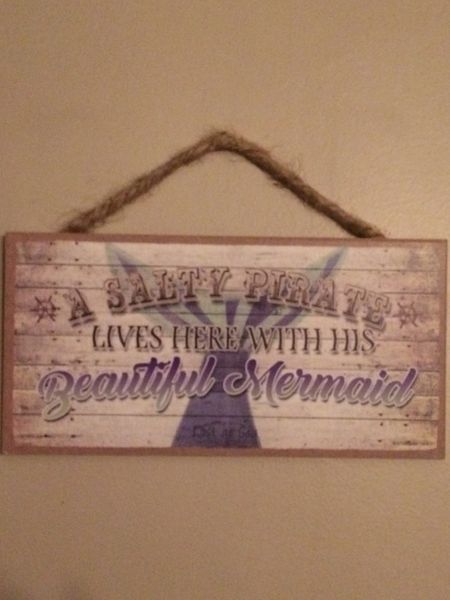 A SALTY PIRATE
LIVES HERE WITH HIS
Beautiful Mermaid